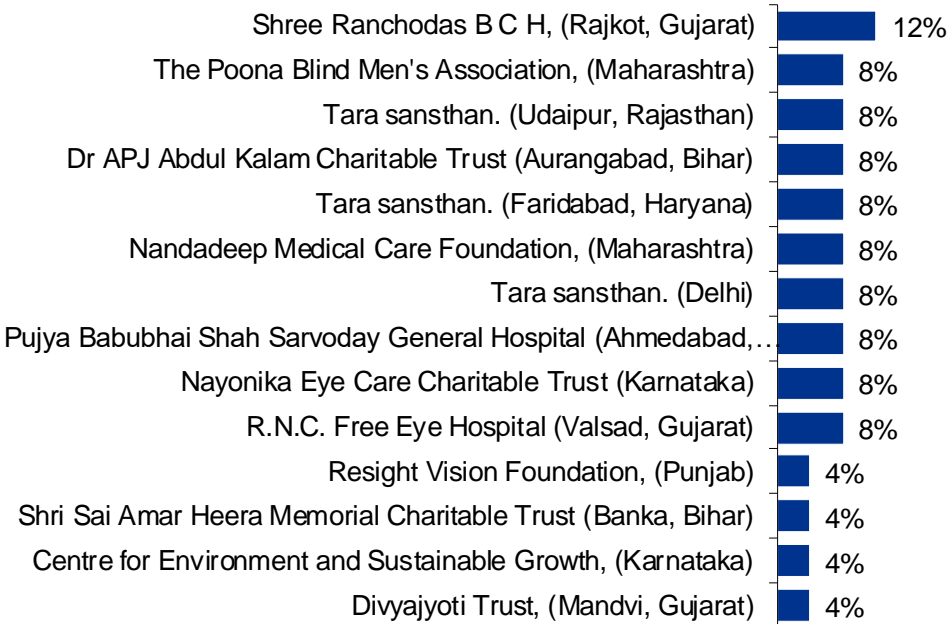 Shree Ranchodas B C H, (Rajkot, Gujarat) 12%
The Poona Blind Men's Association, (Maharashtra) 8%
Tara sansthan. (Udaipur, Rajasthan) 8%
Dr APJ Abdul Kalam Charitable Trust (Aurangabad, Bihar) 8%
Tara sansthan. (Faridabad, Haryana) 8%
Nandadeep Medical Care Foundation, (Maharashtra) 8%
Tara sansthan. (Delhi) 8%
Pujya Babubhai Shah Sarvoday General Hospital (Ahmedabad,… 8%
Nayonika Eye Care Charitable Trust (Karnataka) 8%
R.N.C. Free Eye Hospital (Valsad, Gujarat) 8%
Resight Vision Foundation, (Punjab) 4%
Shri Sai Amar Heera Memorial Charitable Trust (Banka, Bihar) 4%
Centre for Environment and Sustainable Growth, (Karnataka) 4%
Divyajyoti Trust, (Mandvi, Gujarat) 4%